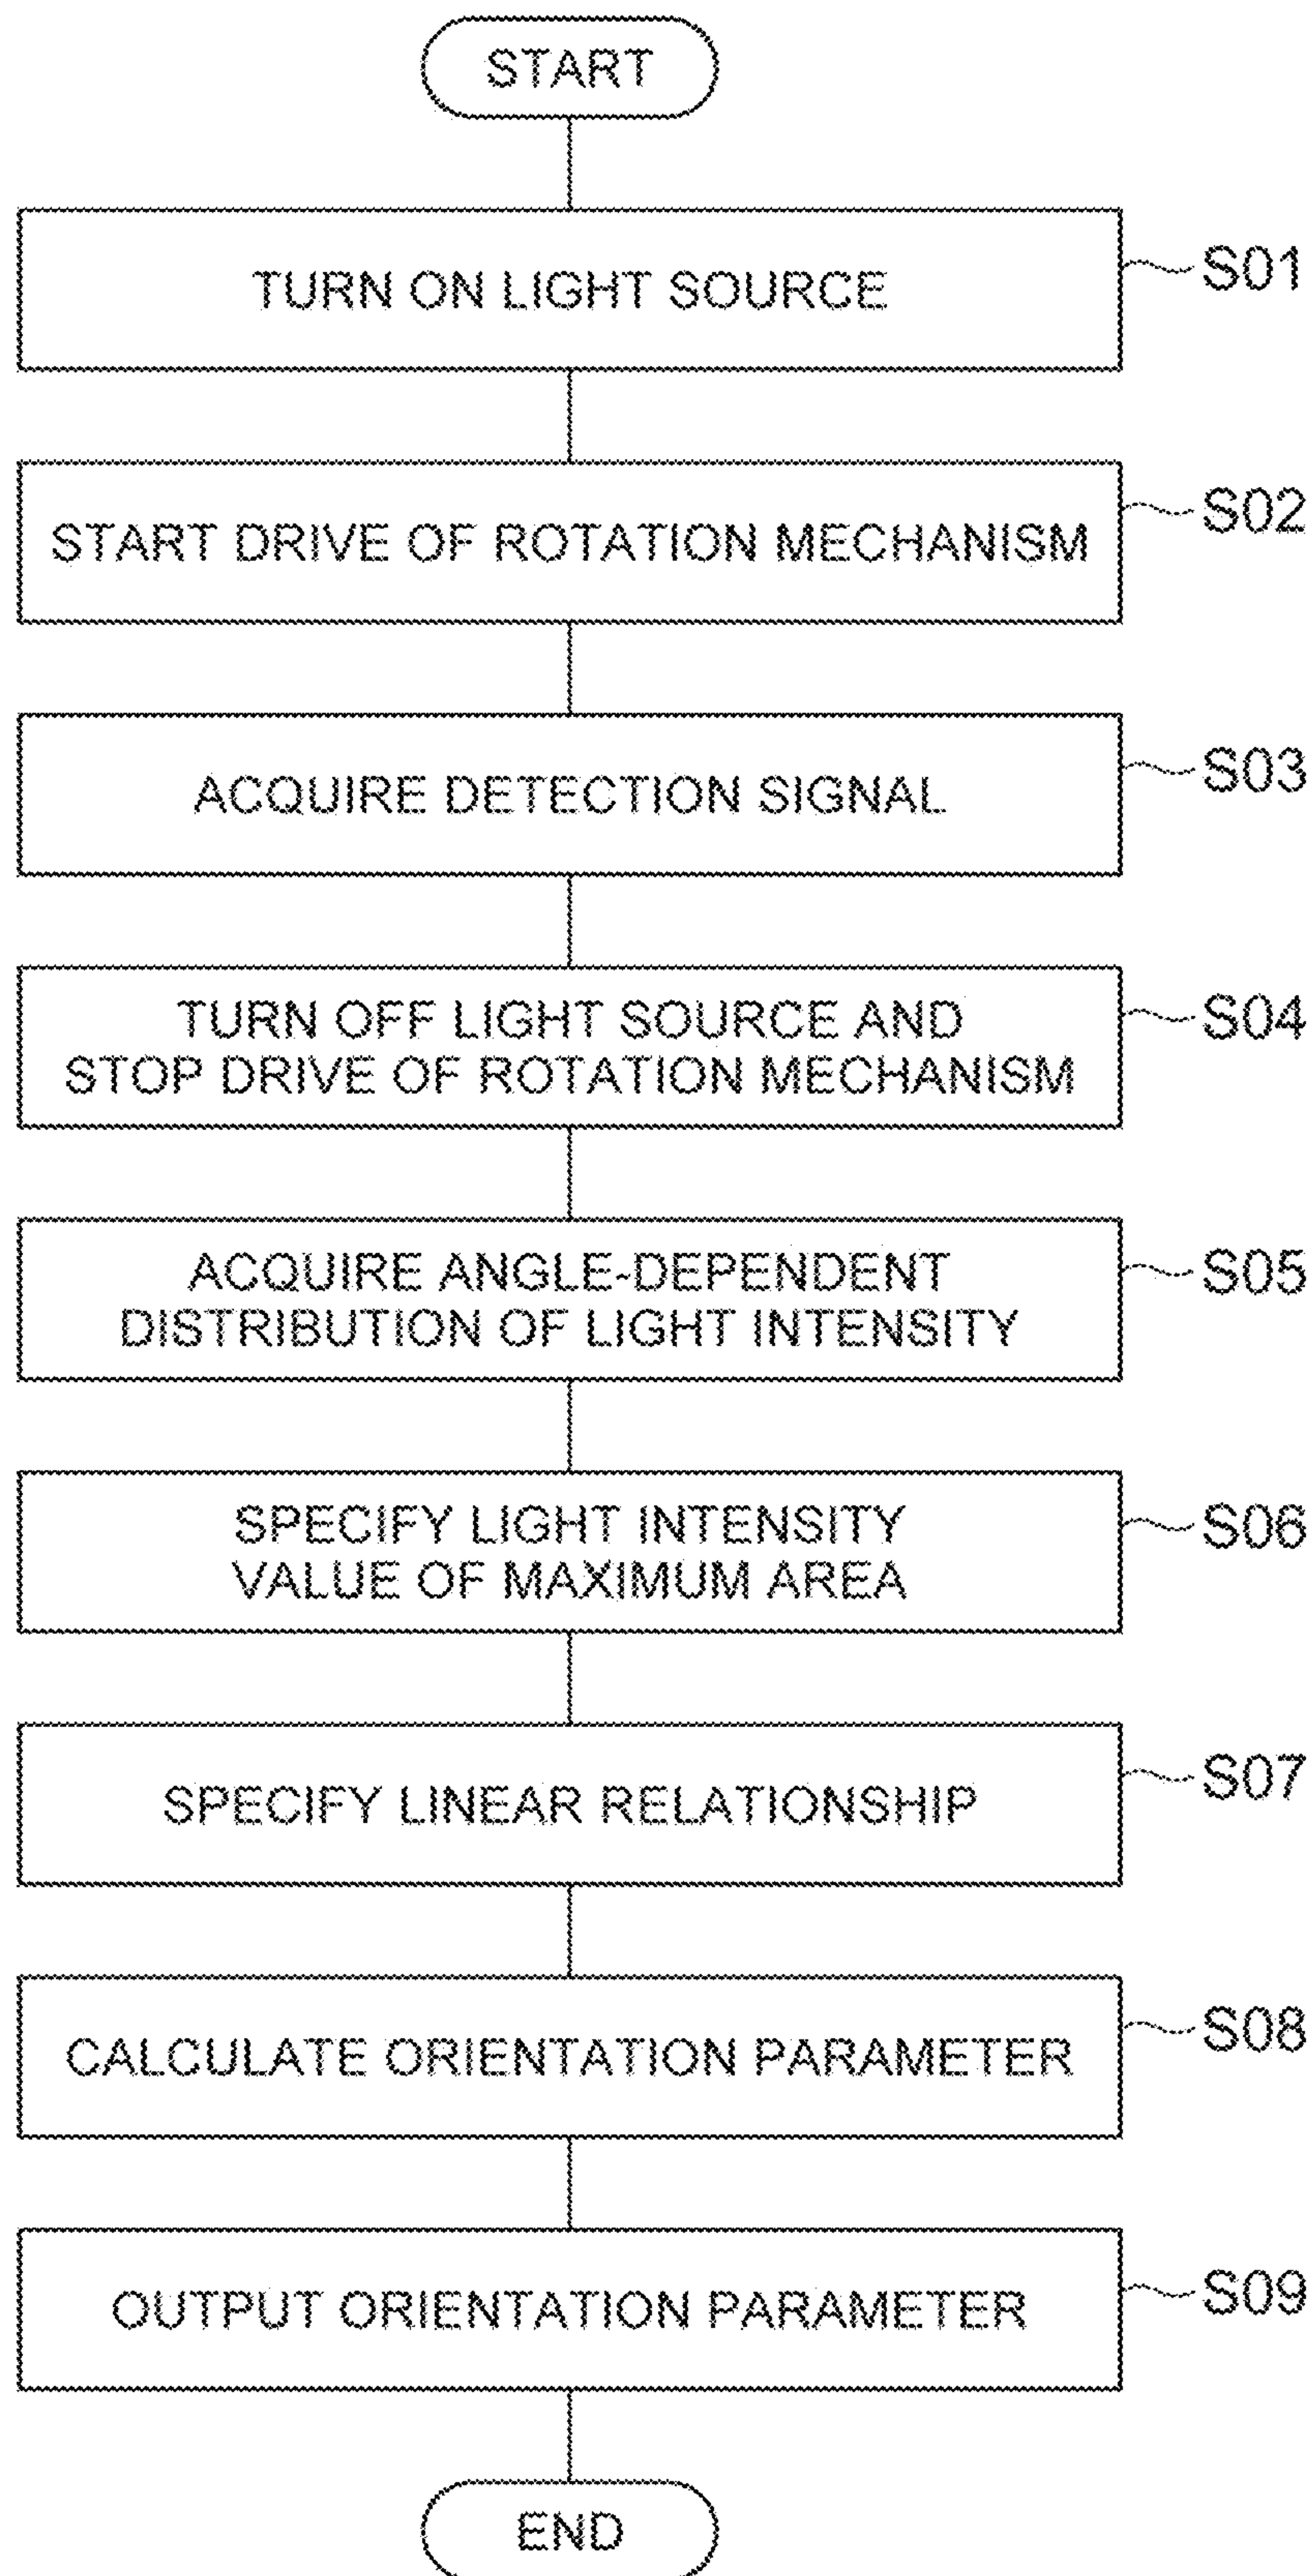 START
TURN ON LIGHT SOURCE
S01
START DRIVE OF ROTATION MECHANISM
S02
ACQUIRE DETECTION SIGNAL
S03
TURN OFF LIGHT SOURCE AND
STOP DRIVE OF ROTATION MECHANISM
S04
ACQUIRE ANGLE-DEPENDENT
DISTRIBUTION OF LIGHT INTENSITY
S05
SPECIFY LIGHT INTENSITY
VALUE OF MAXIMUM AREA
S06
SPECIFY LINEAR RELATIONSHIP
S07
CALCULATE ORIENTATION PARAMETER
S08
OUTPUT ORIENTATION PARAMETER
S09
END